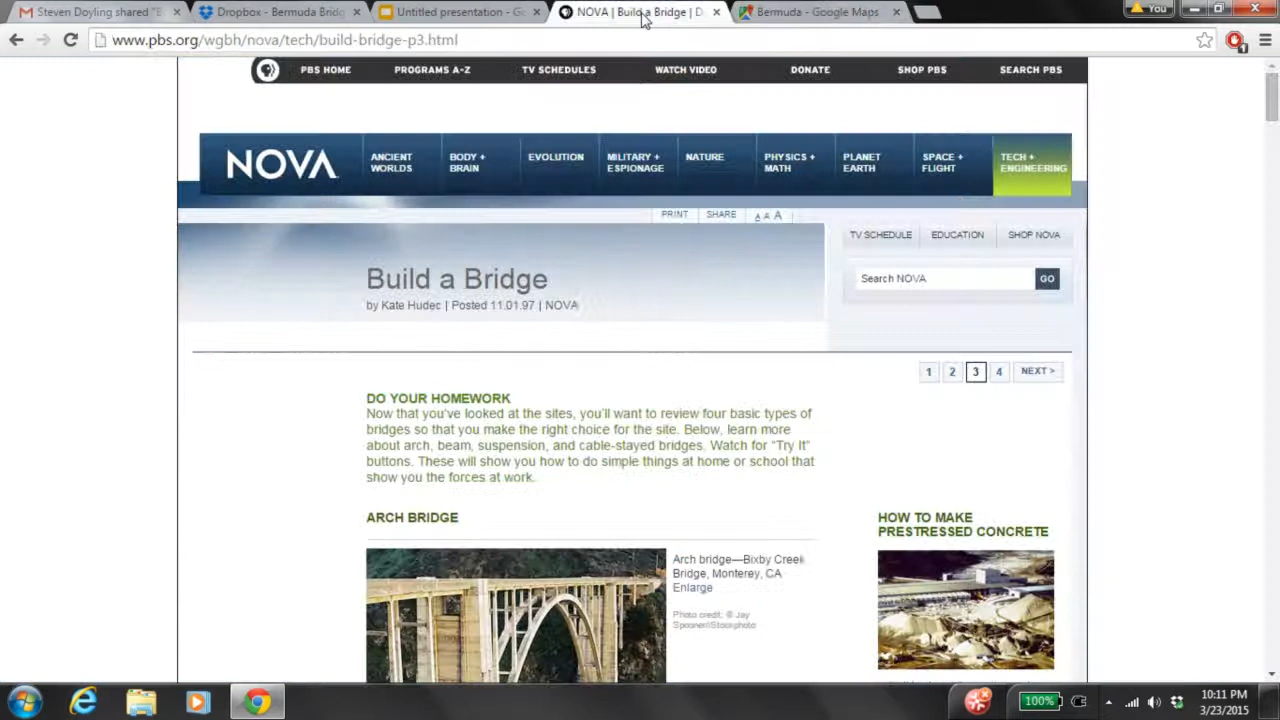 Steven Doyling shared "E
Dropbox - Bermuda Bridg
Untitled presentation - Go
NOVA | Build a Bridge | D
Bermuda - Google Maps
You
www.pbs.org/wgbh/nova/tech/build-bridge-p3.html
1
PBS HOME PROGRAMS A-Z TV SCHEDULES WATCH VIDEO DONATE SHOP PBS SEARCH PBS
NOVA
ANCIENT WORLDS
BODY + BRAIN
EVOLUTION
MILITARY + ESPIONAGE
NATURE
PHYSICS + MATH
PLANET EARTH
SPACE + FLIGHT
TECH + ENGINEERING
PRINT SHARE A A A
TV SCHEDULE EDUCATION SHOP NOVA
Search NOVA GO
Build a Bridge
by Kate Hudec | Posted 11.01.97 | NOVA
1 2 3 4 NEXT >
DO YOUR HOMEWORK
Now that you've looked at the sites, you'll want to review four basic types of
bridges so that you make the right choice for the site. Below, learn more
about arch, beam, suspension, and cable-stayed bridges. Watch for "Try It"
buttons. These will show you how to do simple things at home or school that
show you the forces at work.
ARCH BRIDGE
Arch bridge—Bixby Creek
Bridge, Monterey, CA
Enlarge
Photo credit: © Jay
Spooner/iStockphoto
HOW TO MAKE
PRESTRESSED CONCRETE
100%
10:11 PM
3/23/2015